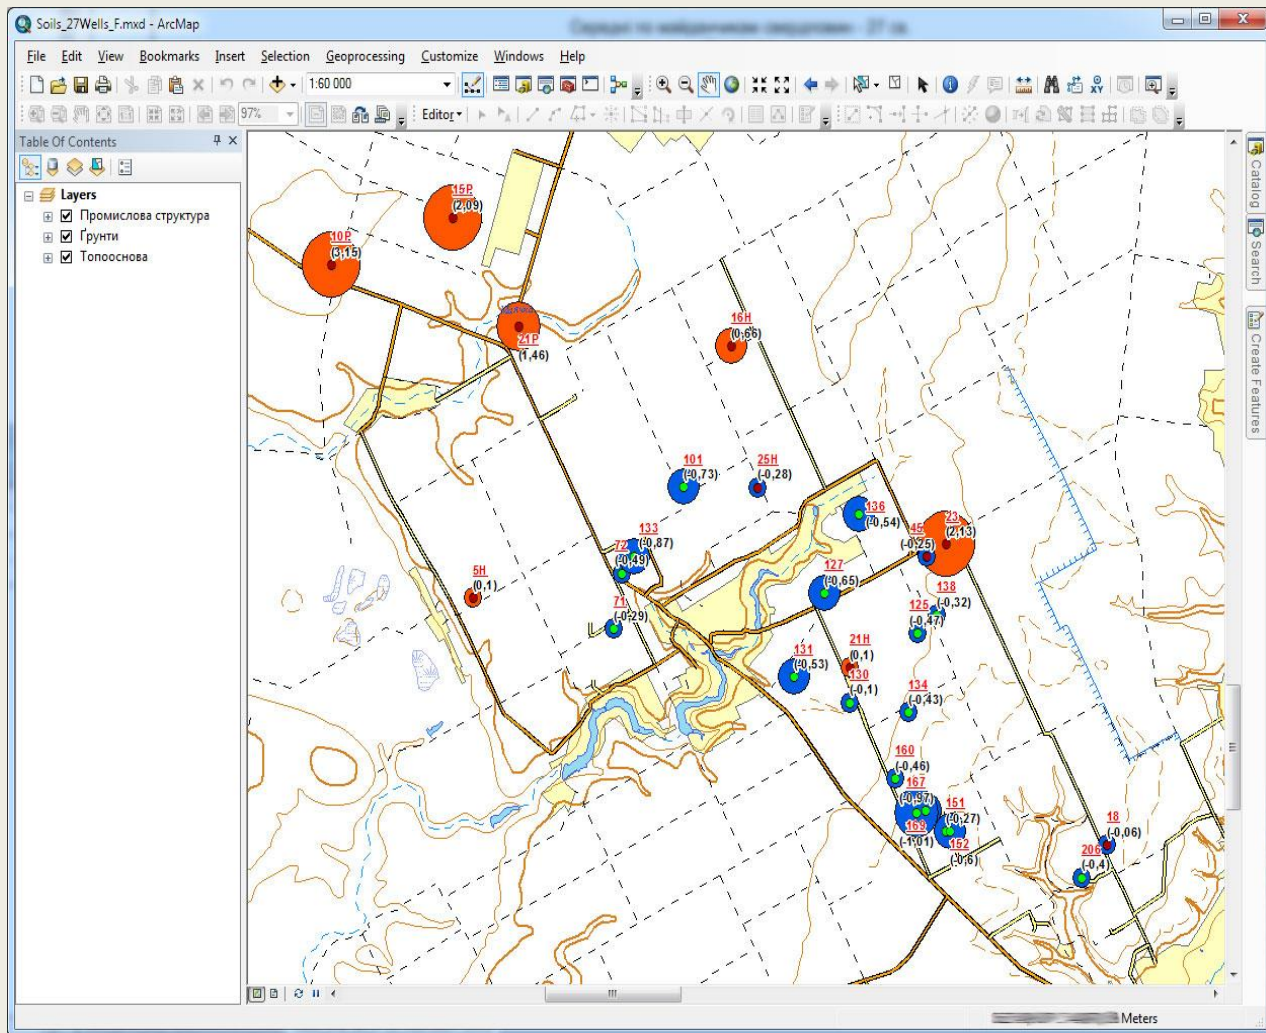 Soils_27Wells_F.mxd - ArcMap
File Edit View Bookmarks Insert Selection Geoprocessing Customize Windows Help
1:60 000
97%
Editor
Table Of Contents
Layers
Промислова структура
Ґрунти
Топооснова
Catalog
Search
Create Features
15P
(2,09)
10P
(3,15)
21P
(1,46)
16H
(0,66)
101
(-0,73)
25H
(-0,28)
136
(-0,54)
23
(2,13)
45
(-0,25)
133
(-0,87)
72
(-0,49)
5H
(0,1)
71
(-0,29)
127
(-0,65)
138
(-0,32)
125
(-0,47)
21H
(0,1)
131
(-0,53)
130
(-0,1)
134
(-0,43)
160
(-0,46)
167
(-0,97)
151
(-0,27)
169
(-1,01)
152
(-0,6)
18
(-0,06)
206
(-0,4)
Meters